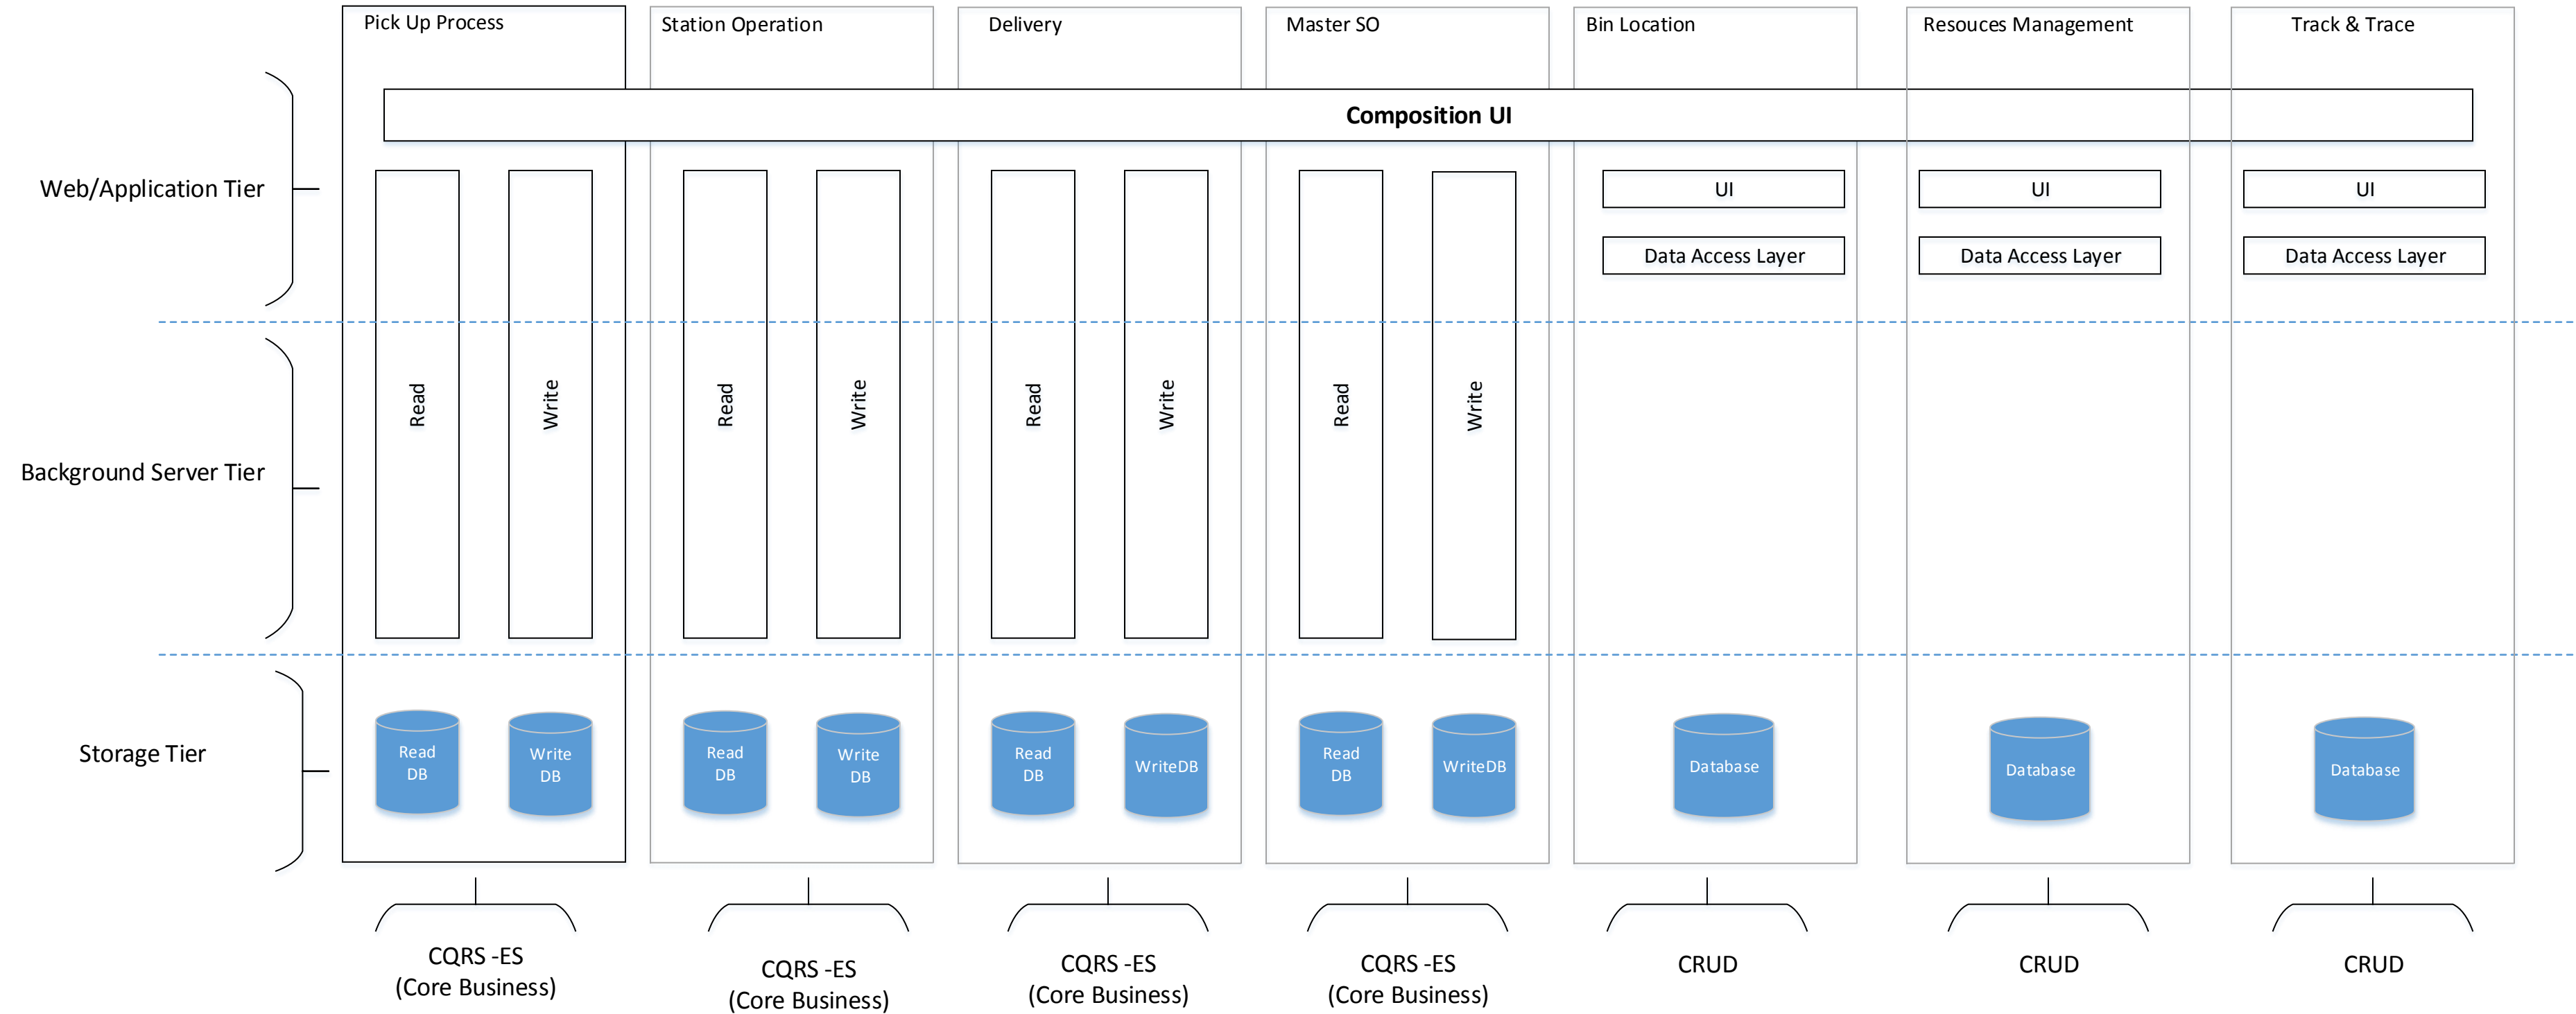 Pick Up Process
Station Operation
Delivery
Master SO
Bin Location
Resouces Management
Track & Trace
Composition UI
Web/Application Tier
UI
UI
UI
Data Access Layer
Data Access Layer
Data Access Layer
Background Server Tier
Read
Write
Read
Write
Read
Write
Read
Write
Storage Tier
Read
DB
Write
DB
Read
DB
Write
DB
Read
DB
WriteDB
Read
DB
WriteDB
Database
Database
Database
CQRS -ES
(Core Business)
CQRS -ES
(Core Business)
CQRS -ES
(Core Business)
CQRS -ES
(Core Business)
CRUD
CRUD
CRUD